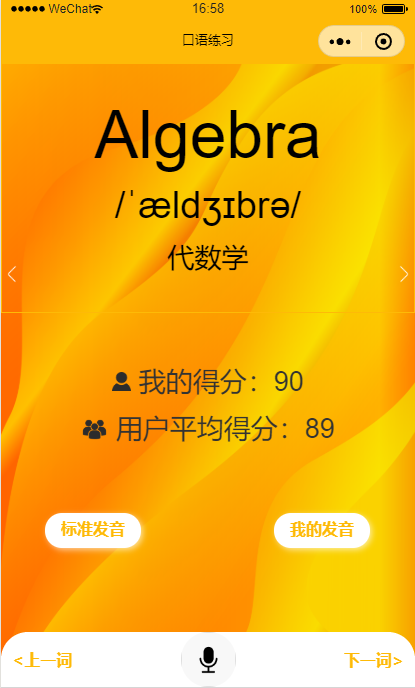 WeChat 16:58 100%
口语练习
Algebra
/ˈældʒɪbrə/
代数学
我的得分：90
用户平均得分：89
标准发音 我的发音
<上一词 下一词>